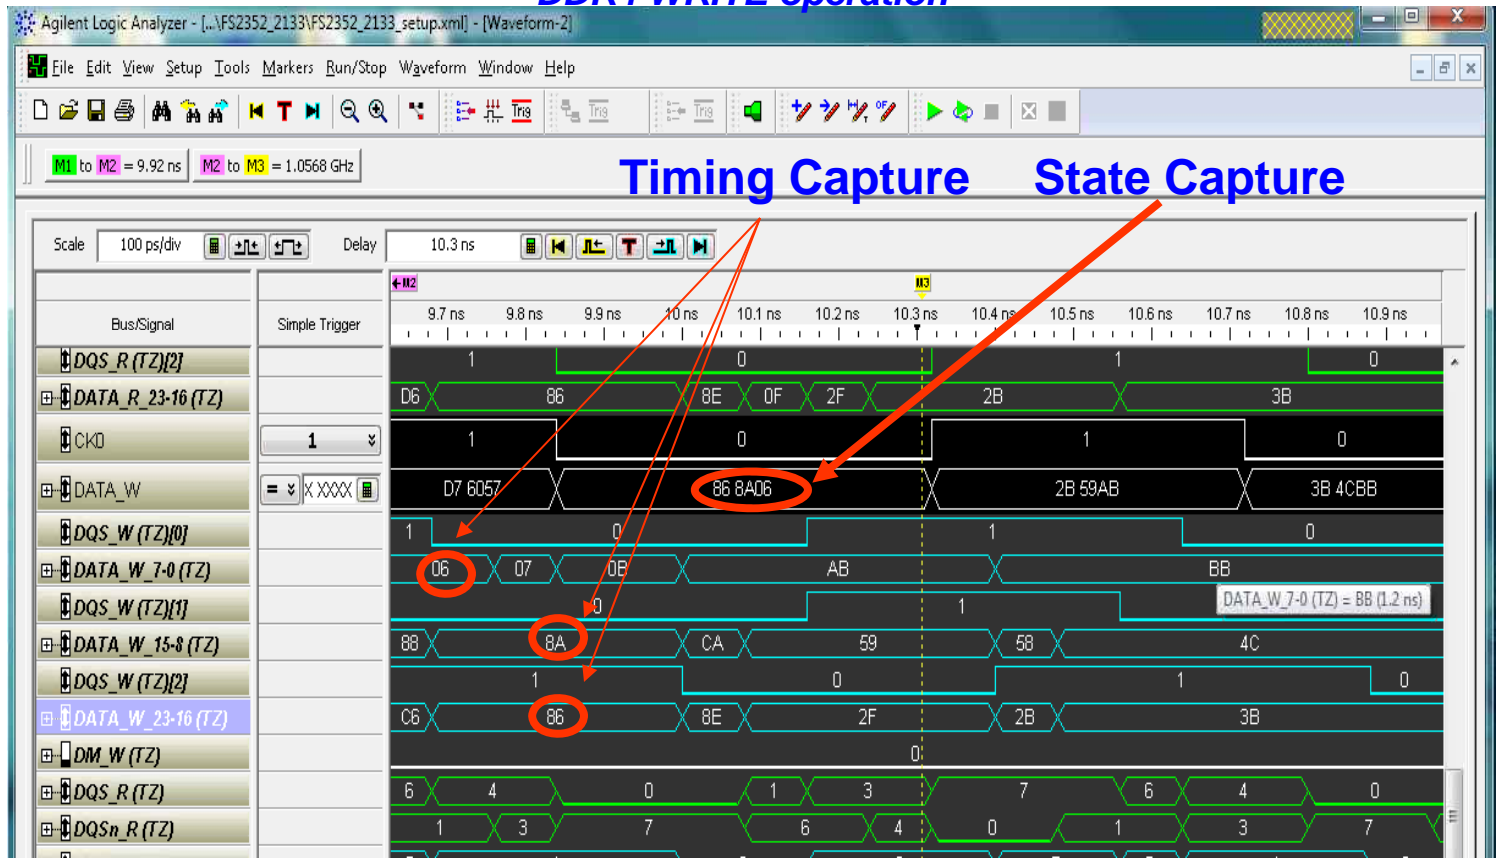 DDR4 WRITE operation
Agilent Logic Analyzer - [...\FS2352_2133\FS2352_2133_setup.xml] - [Waveform-2]
File Edit View Setup Tools Markers Run/Stop Waveform Window Help
T Trig Trig Trig
M1 to M2 = 9.92 ns M2 to M3 = 1.0568 GHz
Timing Capture State Capture
Scale 100 ps/div Delay 10.3 ns T
M2 M3
Bus/Signal Simple Trigger 9.7 ns 9.8 ns 9.9 ns 10 ns 10.1 ns 10.2 ns 10.3 ns 10.4 ns 10.5 ns 10.6 ns 10.7 ns 10.8 ns 10.9 ns
DQS_R (TZ)[2] 1 0 1 0
DATA_R_23-16 (TZ) D6 86 8E 0F 2F 2B 3B
CK0 1 1 0 1 0
DATA_W = X XXXX D7 6057 86 8A06 2B 59AB 3B 4CBB
DQS_W (TZ)[0] 1 0 1 0
DATA_W_7-0 (TZ) 06 07 0B AB BB
DQS_W (TZ)[1] 0 1 DATA_W_7-0 (TZ) = BB (1.2 ns)
DATA_W_15-8 (TZ) 88 8A CA 59 58 4C
DQS_W (TZ)[2] 1 0 1 0
DATA_W_23-16 (TZ) C6 86 8E 2F 2B 3B
DM_W (TZ) 0
DQS_R (TZ) 6 4 0 1 3 7 6 4 0
DQSn_R (TZ) 1 3 7 6 4 0 1 3 7